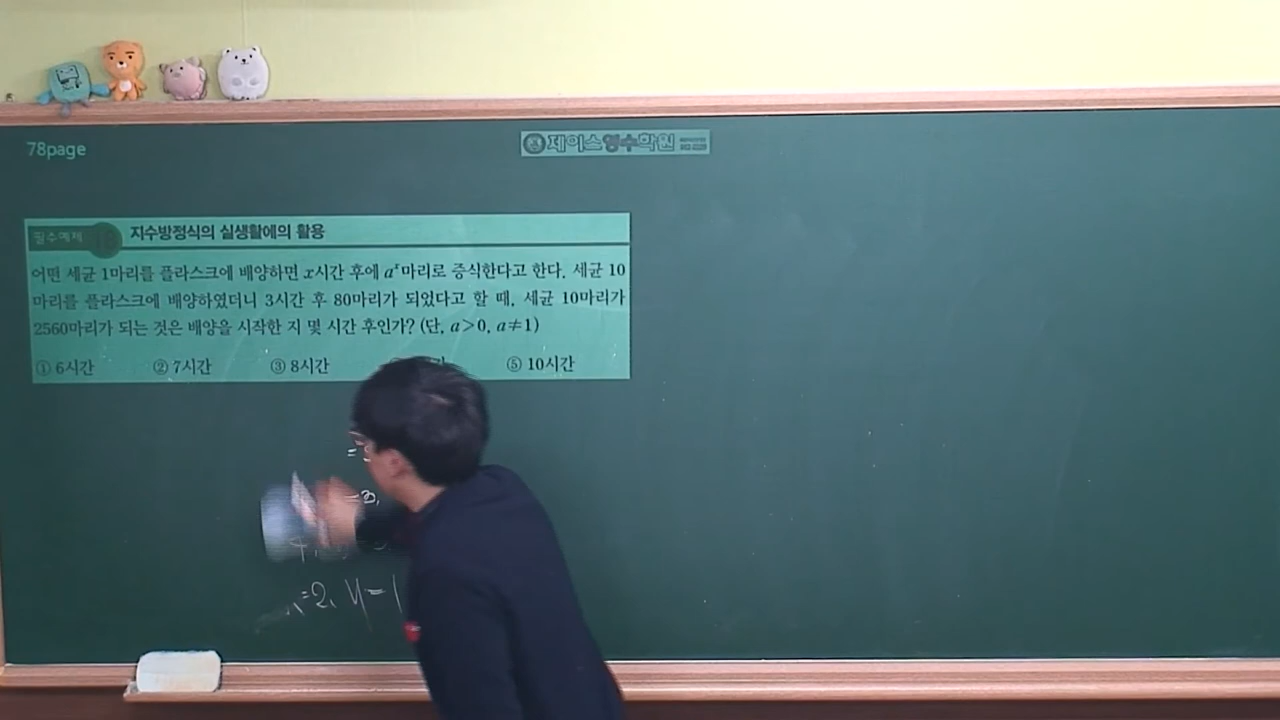 78page
제이스영수학원
필수예제
지수방정식의 실생활에의 활용
어떤 세균 1마리를 플라스크에 배양하면 x시간 후에 aˣ마리로 증식한다고 한다. 세균 10
마리를 플라스크에 배양하였더니 3시간 후 80마리가 되었다고 할 때, 세균 10마리가
2560마리가 되는 것은 배양을 시작한 지 몇 시간 후인가? (단, a>0, a≠1)
① 6시간 ② 7시간 ③ 8시간 ⑤ 10시간
=2, y=1